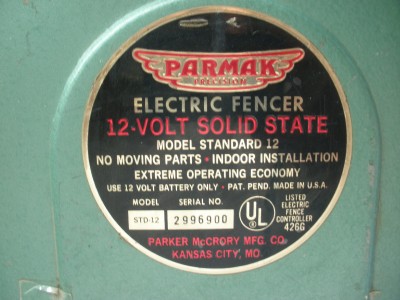 PARMAK
PRECISION
ELECTRIC FENCER
12-VOLT SOLID STATE
MODEL STANDARD 12
NO MOVING PARTS • INDOOR INSTALLATION
EXTREME OPERATING ECONOMY
USE 12 VOLT BATTERY ONLY • PAT. PEND. MADE IN U.S.A.
MODEL SERIAL NO.
STD-12 2996900
UL
LISTED
ELECTRIC
FENCE
CONTROLLER
426G
PARKER McCRORY MFG. CO.
KANSAS CITY, MO.